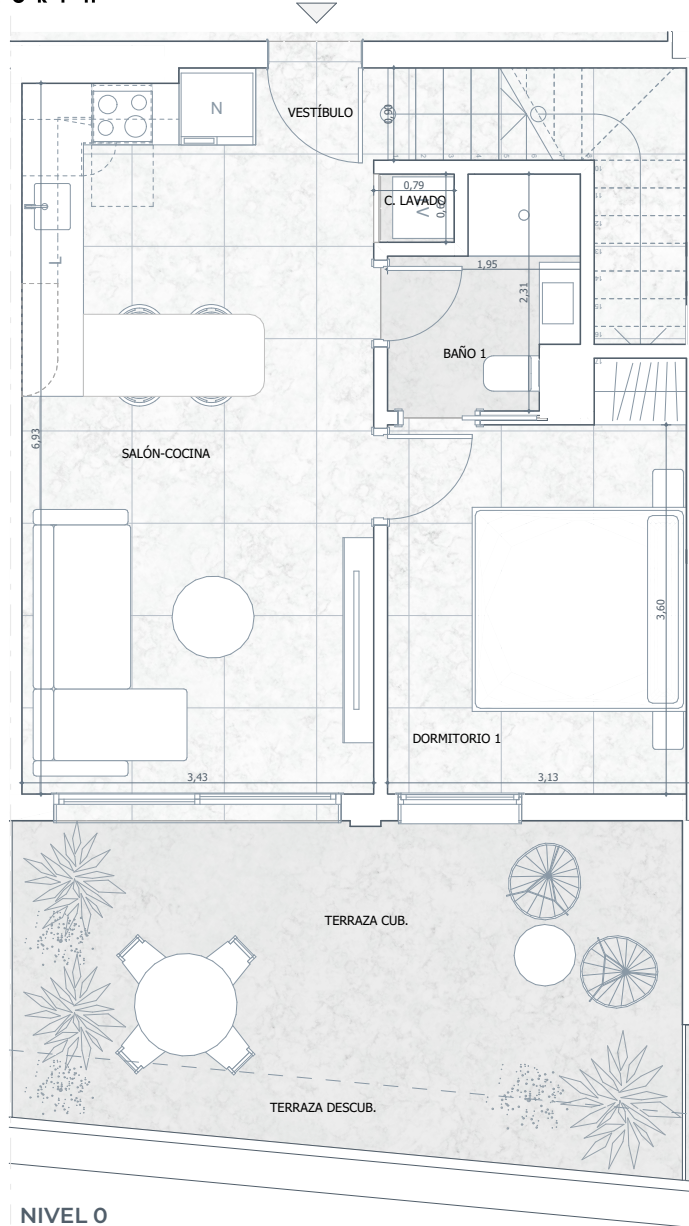 N
VESTÍBULO
0,90
0,79
C. LAVADO
1,95
2,31
BAÑO 1
L
6,93
SALÓN-COCINA
3,60
DORMITORIO 1
3,43
3,13
TERRAZA CUB.
TERRAZA DESCUB.
NIVEL 0